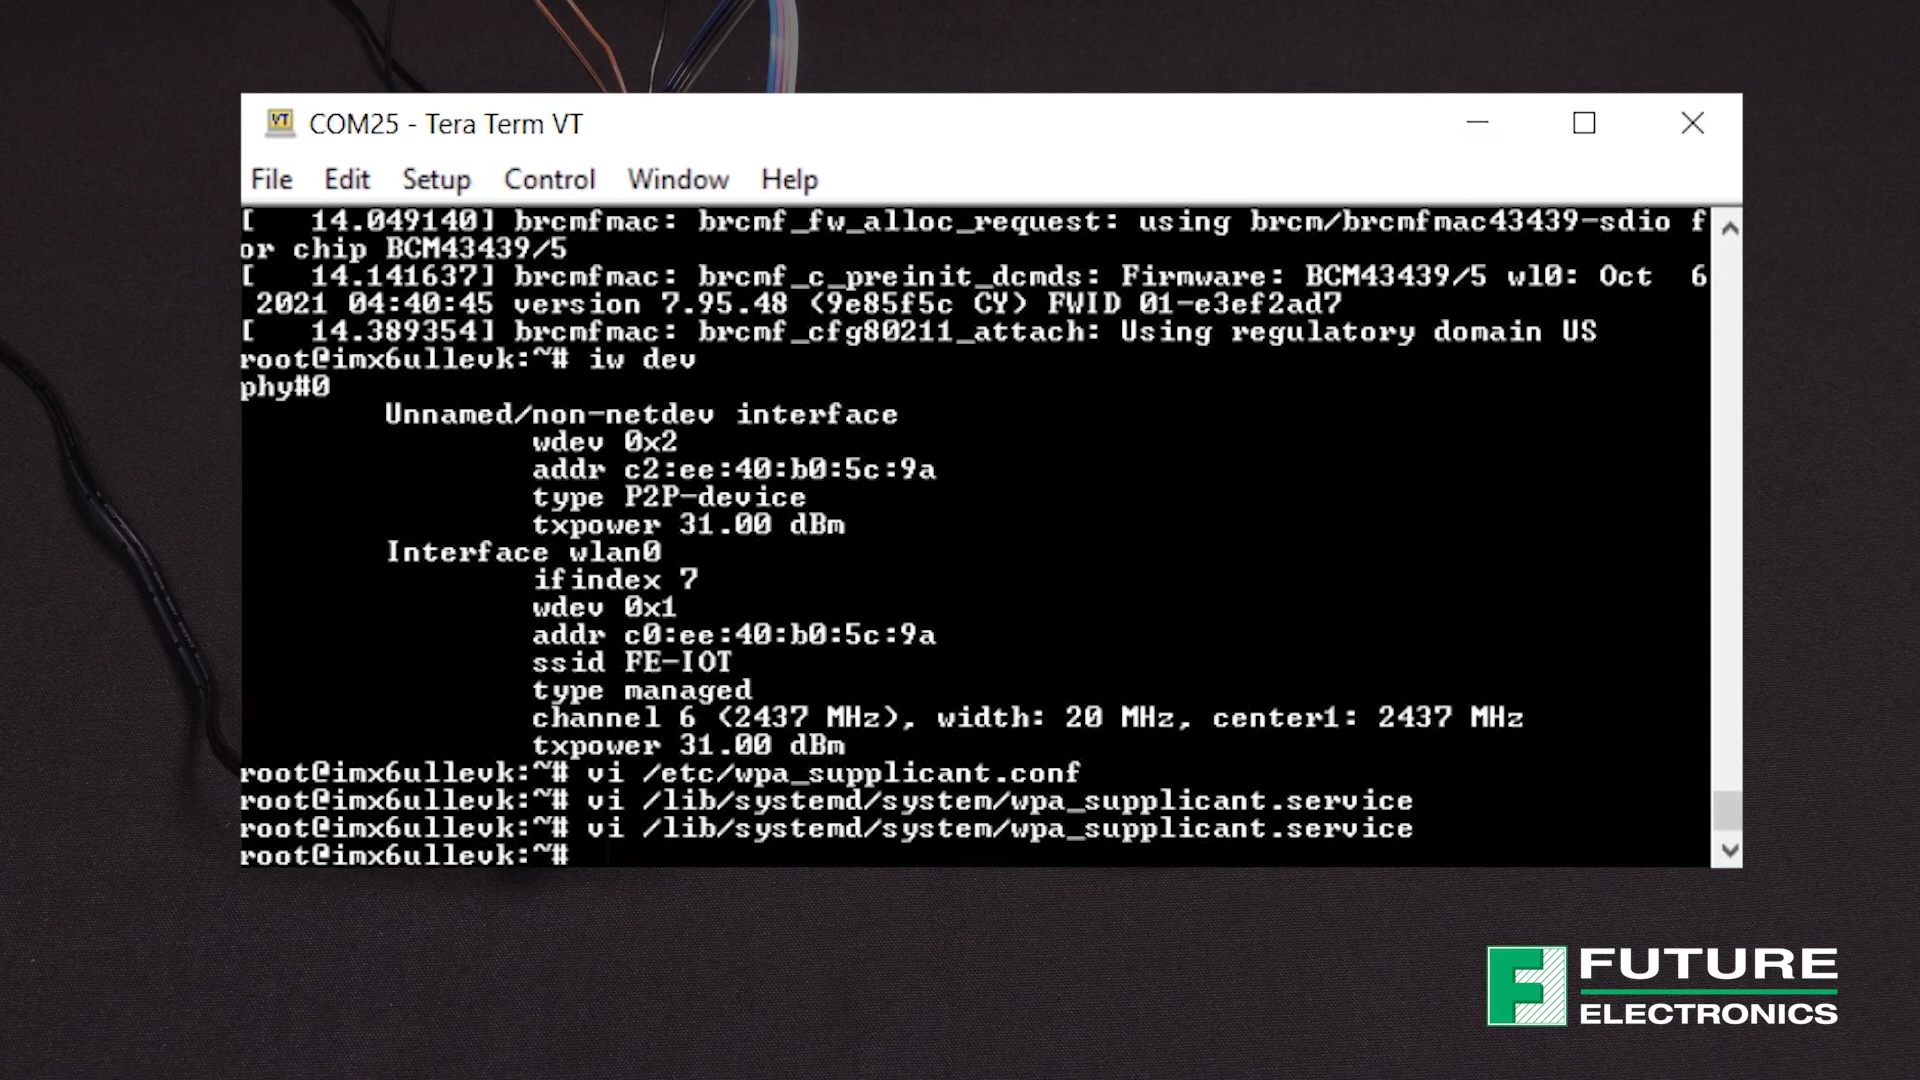 COM25 - Tera Term VT
File Edit Setup Control Window Help
[   14.049140] brcmfmac: brcmf_fw_alloc_request: using brcm/brcmfmac43439-sdio f
or chip BCM43439/5
[   14.141637] brcmfmac: brcmf_c_preinit_dcmds: Firmware: BCM43439/5 wl0: Oct  6
 2021 04:40:45 version 7.95.48 (9e85f5c CY) FWID 01-e3ef2ad7
[   14.389354] brcmfmac: brcmf_cfg80211_attach: Using regulatory domain US
root@imx6ullevk:~# iw dev
phy#0
        Unnamed/non-netdev interface
                wdev 0x2
                addr c2:ee:40:b0:5c:9a
                type P2P-device
                txpower 31.00 dBm
        Interface wlan0
                ifindex 7
                wdev 0x1
                addr c0:ee:40:b0:5c:9a
                ssid FE-IOT
                type managed
                channel 6 (2437 MHz), width: 20 MHz, center1: 2437 MHz
                txpower 31.00 dBm
root@imx6ullevk:~# vi /etc/wpa_supplicant.conf
root@imx6ullevk:~# vi /lib/systemd/system/wpa_supplicant.service
root@imx6ullevk:~# vi /lib/systemd/system/wpa_supplicant.service
root@imx6ullevk:~#
FUTURE
ELECTRONICS